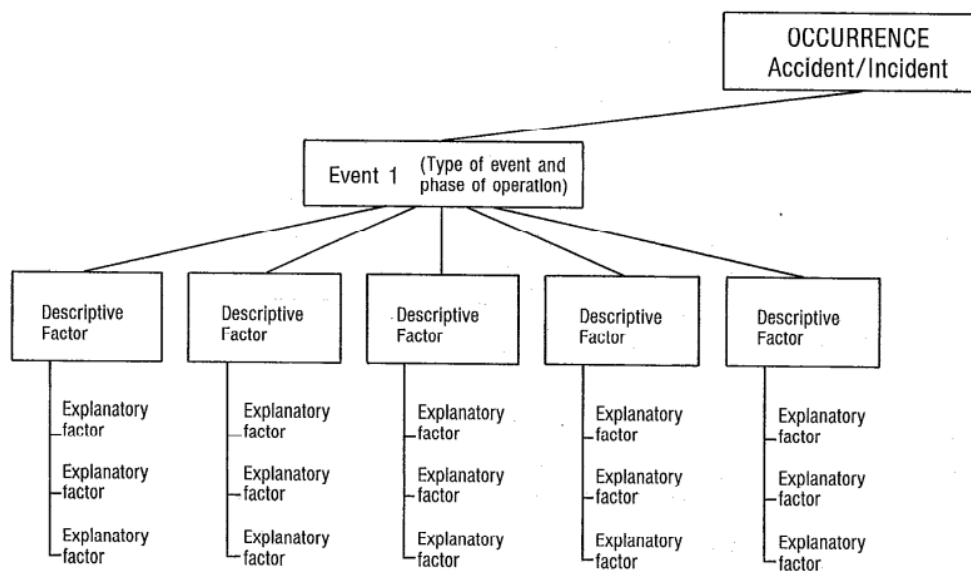 OCCURRENCE
Accident/Incident
Event 1 (Type of event and
phase of operation)
Descriptive
Factor
Descriptive
Factor
Descriptive
Factor
Descriptive
Factor
Descriptive
Factor
Explanatory
factor
Explanatory
factor
Explanatory
factor
Explanatory
factor
Explanatory
factor
Explanatory
factor
Explanatory
factor
Explanatory
factor
Explanatory
factor
Explanatory
factor
Explanatory
factor
Explanatory
factor
Explanatory
factor
Explanatory
factor
Explanatory
factor